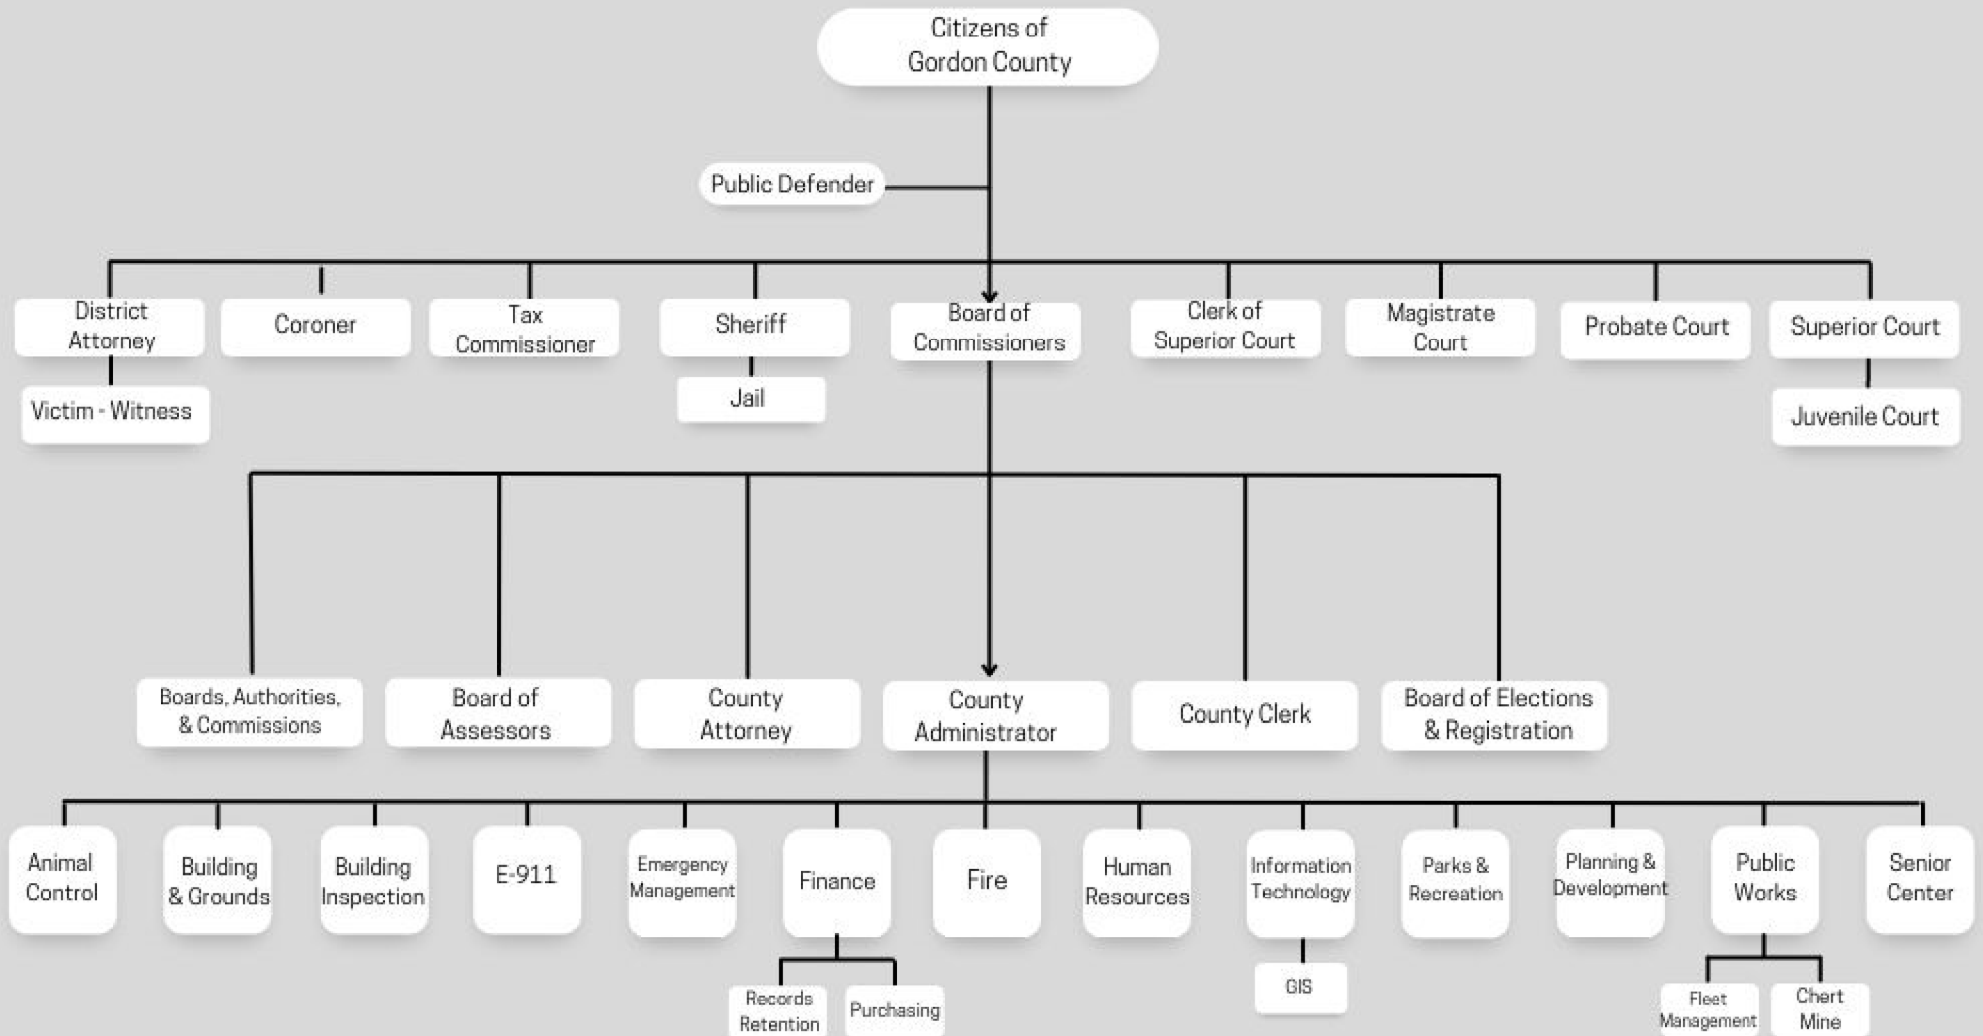 Citizens of
Gordon County
Public Defender
District
Attorney
Coroner
Tax
Commissioner
Sheriff
Board of
Commissioners
Clerk of
Superior Court
Magistrate
Court
Probate Court
Superior Court
Victim - Witness
Jail
Juvenile Court
Boards, Authorities,
& Commissions
Board of
Assessors
County
Attorney
County
Administrator
County Clerk
Board of Elections
& Registration
Animal
Control
Building
& Grounds
Building
Inspection
E-911
Emergency
Management
Finance
Fire
Human
Resources
Information
Technology
Parks &
Recreation
Planning &
Development
Public
Works
Senior
Center
Records
Retention
Purchasing
GIS
Fleet
Management
Chert
Mine